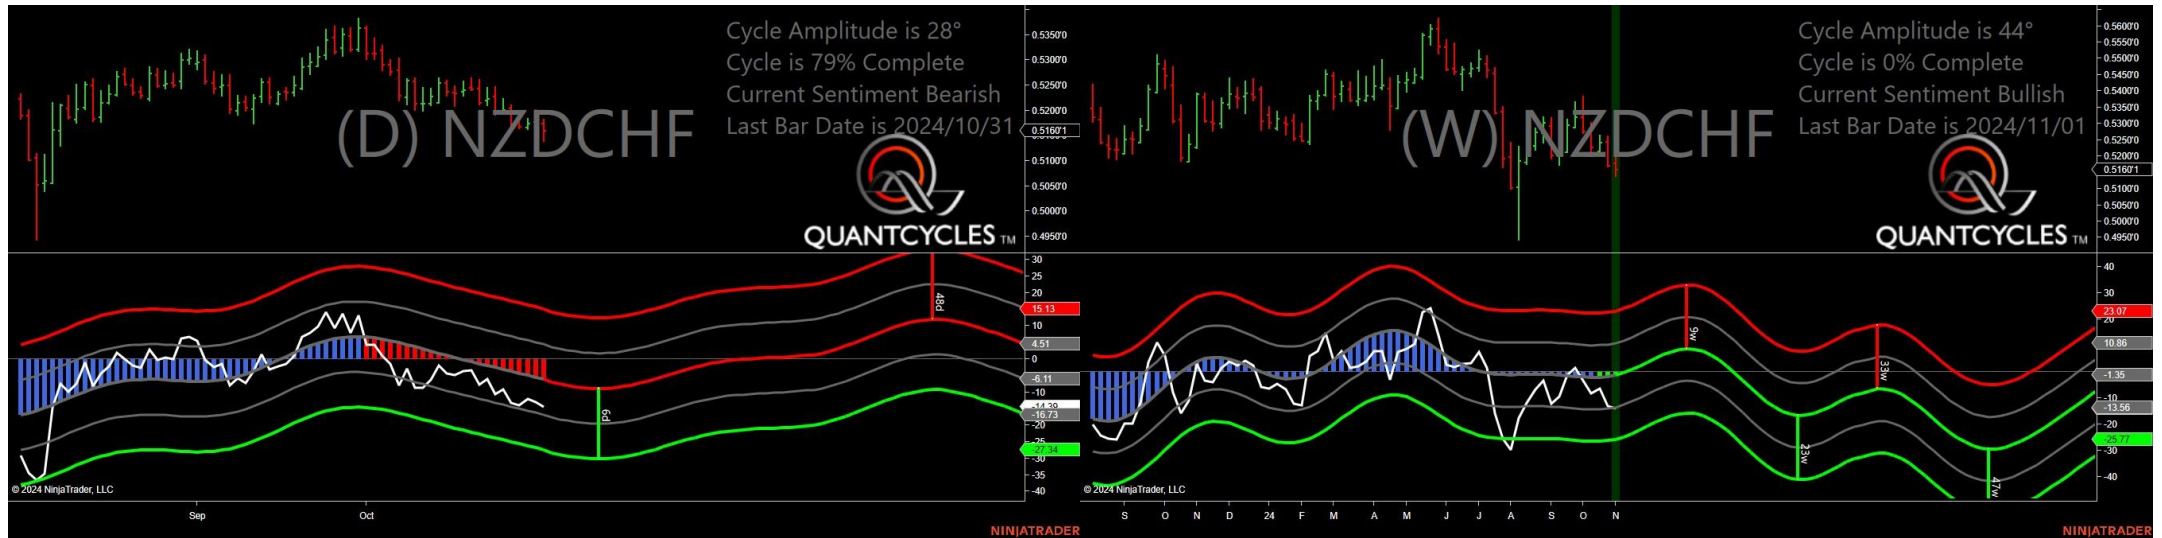 Cycle Amplitude is 28°
Cycle is 79% Complete
Current Sentiment Bearish
Last Bar Date is 2024/10/31
(D) NZDCHF
QUANTCYCLES TM
0.5350'0
0.5300'0
0.5250'0
0.5200'0
0.5160'1
0.5100'0
0.5050'0
0.5000'0
0.4950'0
30
25
20
15.13
10
4.51
0
-6.11
-10
-14.39
-16.73
-20
-25
-27.34
-30
-35
-40
48d
6d
© 2024 NinjaTrader, LLC
Sep
Oct
NINJATRADER
Cycle Amplitude is 44°
Cycle is 0% Complete
Current Sentiment Bullish
Last Bar Date is 2024/11/01
(W) NZDCHF
QUANTCYCLES TM
0.5600'0
0.5550'0
0.5500'0
0.5450'0
0.5400'0
0.5350'0
0.5300'0
0.5250'0
0.5200'0
0.5160'1
0.5100'0
0.5050'0
0.5000'0
0.4950'0
40
30
23.07
20
10.86
-1.35
-10
-13.56
-20
-25.77
-30
-40
9w
33w
23w
47w
© 2024 NinjaTrader, LLC
S
O
N
D
24
F
M
A
M
J
J
A
S
O
N
NINJATRADER